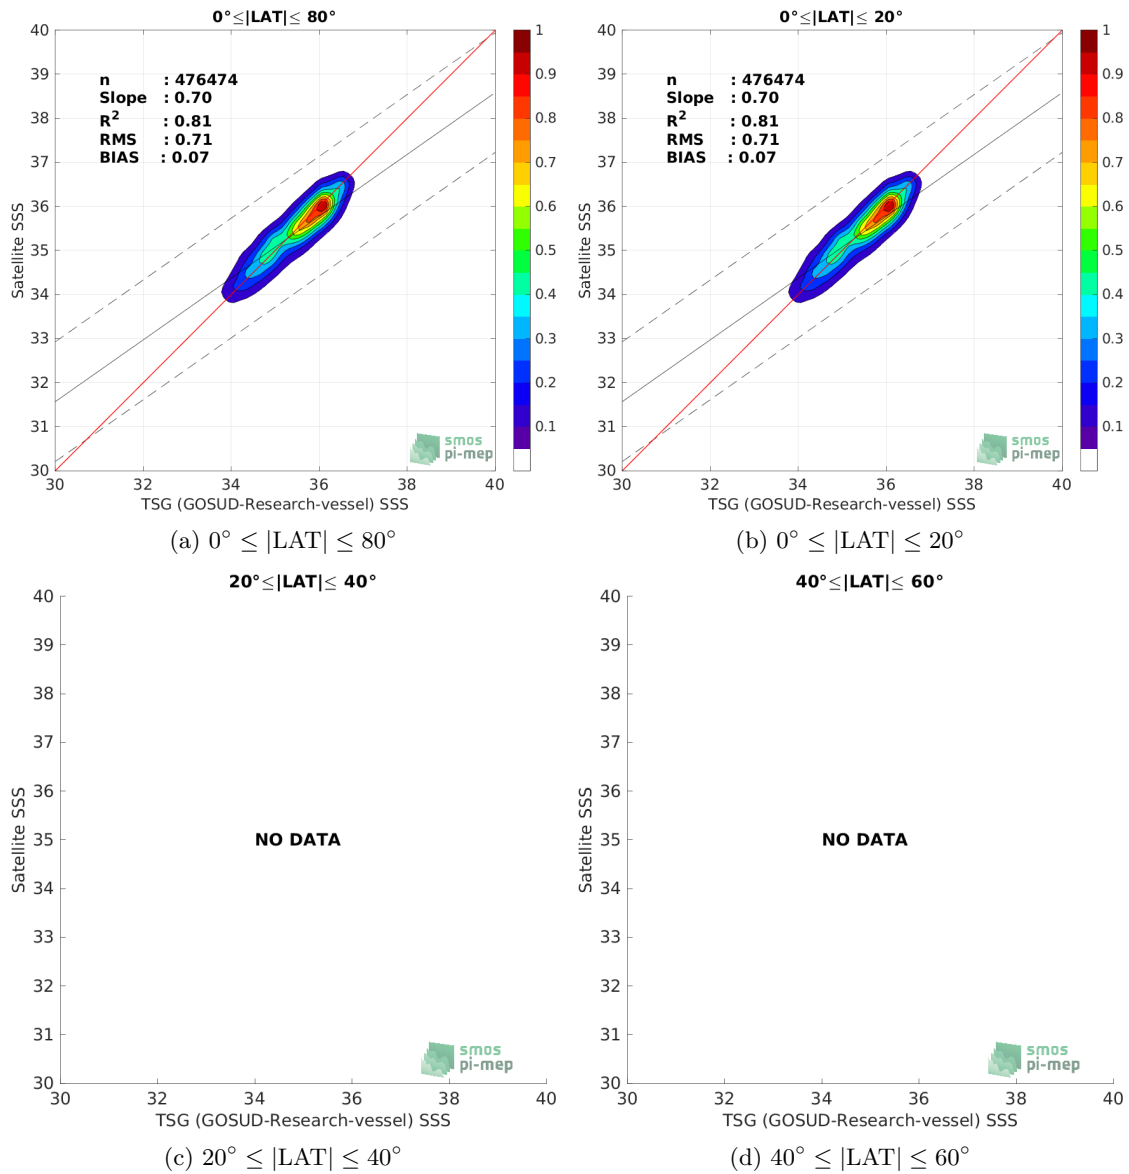 0°≤|LAT|≤ 80°
40
39
38
37
36
35
34
33
32
31
30
Satellite SSS
n : 476474
Slope : 0.70
R² : 0.81
RMS : 0.71
BIAS : 0.07
smos
pi-mep
30 32 34 36 38 40
TSG (GOSUD-Research-vessel) SSS
1
0.9
0.8
0.7
0.6
0.5
0.4
0.3
0.2
0.1
(a) 0° ≤ |LAT| ≤ 80°
0°≤|LAT|≤ 20°
40
39
38
37
36
35
34
33
32
31
30
Satellite SSS
n : 476474
Slope : 0.70
R² : 0.81
RMS : 0.71
BIAS : 0.07
smos
pi-mep
30 32 34 36 38 40
TSG (GOSUD-Research-vessel) SSS
1
0.9
0.8
0.7
0.6
0.5
0.4
0.3
0.2
0.1
(b) 0° ≤ |LAT| ≤ 20°
20°≤|LAT|≤ 40°
40
39
38
37
36
35
34
33
32
31
30
Satellite SSS
NO DATA
smos
pi-mep
30 32 34 36 38 40
TSG (GOSUD-Research-vessel) SSS
(c) 20° ≤ |LAT| ≤ 40°
40°≤|LAT|≤ 60°
40
39
38
37
36
35
34
33
32
31
30
Satellite SSS
NO DATA
smos
pi-mep
30 32 34 36 38 40
TSG (GOSUD-Research-vessel) SSS
(d) 40° ≤ |LAT| ≤ 60°